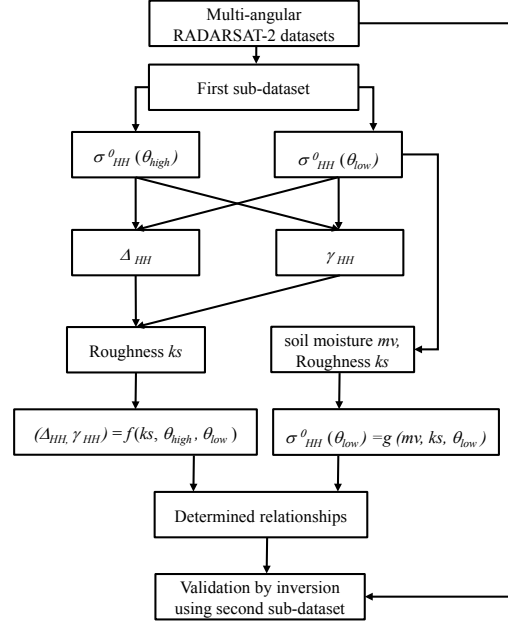 Multi-angular
RADARSAT-2 datasets
First sub-dataset
σ⁰HH (θhigh)
σ⁰HH (θlow)
ΔHH
γHH
Roughness ks
soil moisture mv,
Roughness ks
(ΔHH, γHH) = f(ks, θhigh, θlow)
σ⁰HH (θlow) =g (mv, ks, θlow)
Determined relationships
Validation by inversion
using second sub-dataset